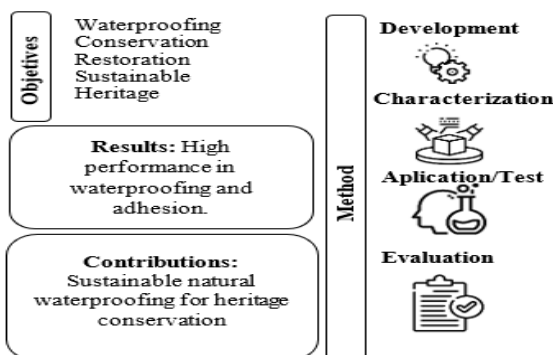 Objetives
Waterproofing
Conservation
Restoration
Sustainable
Heritage
Results: High
performance in
waterproofing and
adhesion.
Contributions:
Sustainable natural
waterproofing for heritage
conservation
Method
Development
Characterization
Aplication/Test
Evaluation